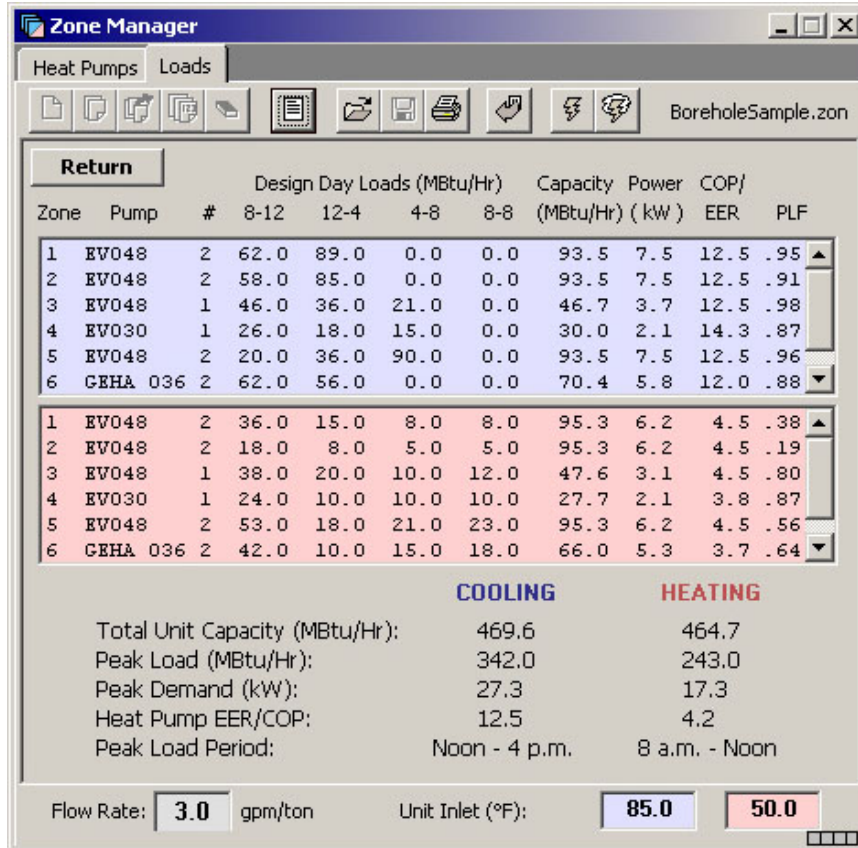 Zone Manager
Heat Pumps Loads
BoreholeSample.zon
Return
Design Day Loads (MBtu/Hr) Capacity Power COP/
Zone Pump # 8-12 12-4 4-8 8-8 (MBtu/Hr) ( kW ) EER PLF
1 EV048 2 62.0 89.0 0.0 0.0 93.5 7.5 12.5 .95
2 EV048 2 58.0 85.0 0.0 0.0 93.5 7.5 12.5 .91
3 EV048 1 46.0 36.0 21.0 0.0 46.7 3.7 12.5 .98
4 EV030 1 26.0 18.0 15.0 0.0 30.0 2.1 14.3 .87
5 EV048 2 20.0 36.0 90.0 0.0 93.5 7.5 12.5 .96
6 GEHA 036 2 62.0 56.0 0.0 0.0 70.4 5.8 12.0 .88
1 EV048 2 36.0 15.0 8.0 8.0 95.3 6.2 4.5 .38
2 EV048 2 18.0 8.0 5.0 5.0 95.3 6.2 4.5 .19
3 EV048 1 38.0 20.0 10.0 12.0 47.6 3.1 4.5 .80
4 EV030 1 24.0 10.0 10.0 10.0 27.7 2.1 3.8 .87
5 EV048 2 53.0 18.0 21.0 23.0 95.3 6.2 4.5 .56
6 GEHA 036 2 42.0 10.0 15.0 18.0 66.0 5.3 3.7 .64
COOLING HEATING
Total Unit Capacity (MBtu/Hr): 469.6 464.7
Peak Load (MBtu/Hr): 342.0 243.0
Peak Demand (kW): 27.3 17.3
Heat Pump EER/COP: 12.5 4.2
Peak Load Period: Noon - 4 p.m. 8 a.m. - Noon
Flow Rate: 3.0 gpm/ton Unit Inlet (°F): 85.0 50.0